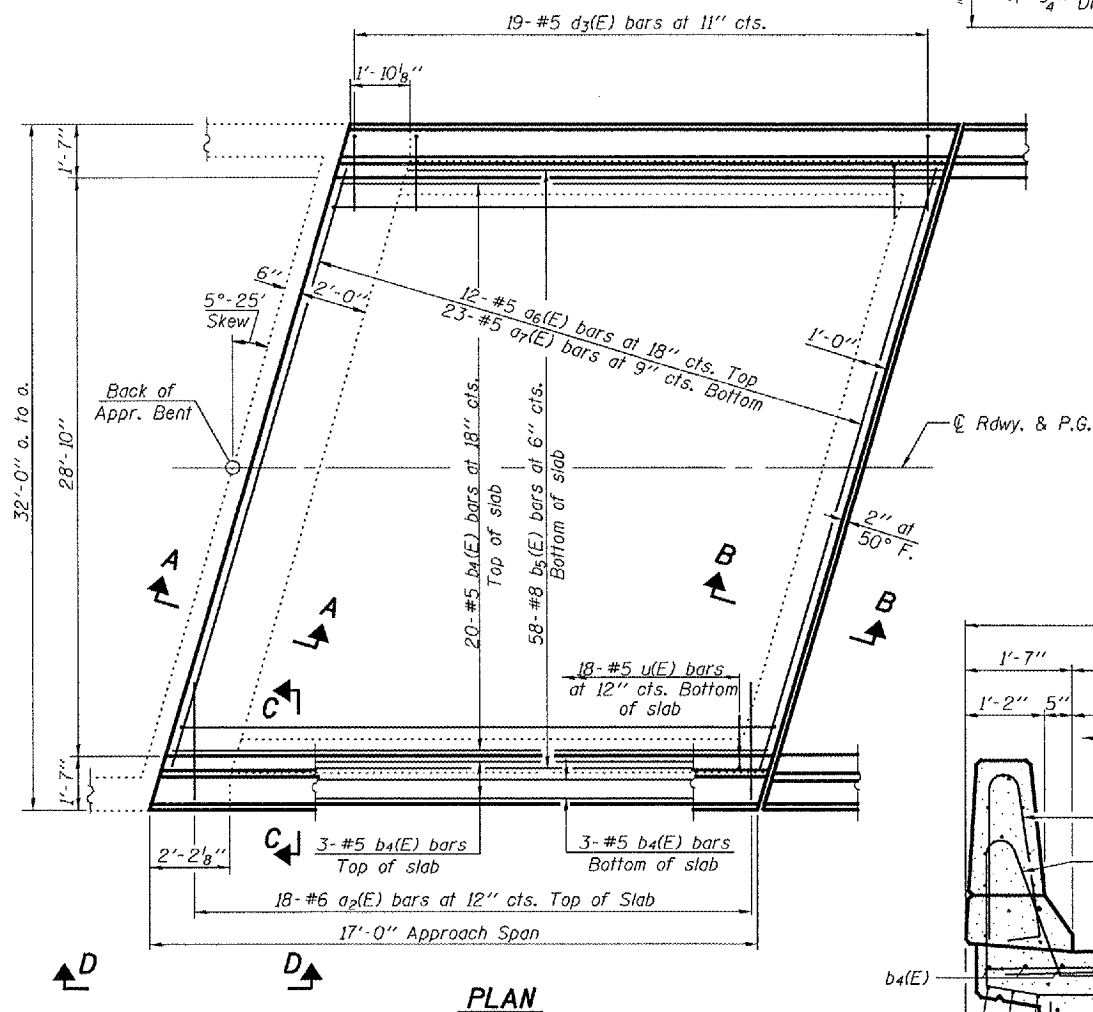 19- #5 d3(E) bars at 11" cts.
1'-10 1/8"
1'-7"
6"
2'-0"
5°-25'
Skew
12- #5 a6(E) bars at 18" cts. Top
23- #5 a7(E) bars at 9" cts. Bottom
1'-0"
Back of
Appr. Bent
℄ Rdwy. & P.G.
32'-0" o. to o.
28'-10"
20- #5 b4(E) bars at 18" cts.
Top of slab
58- #8 b5(E) bars at 6" cts.
Bottom of slab
2" at
50° F.
A
A
B
B
18- #5 u(E) bars
at 12" cts. Bottom
of slab
C
1'-7"
1'-7"
1'-2"
5"
C
2'-2 1/8"
3- #5 b4(E) bars
Top of slab
3- #5 b4(E) bars
Bottom of slab
18- #6 a2(E) bars at 12" cts. Top of Slab
17'-0" Approach Span
D
D
PLAN
b4(E)